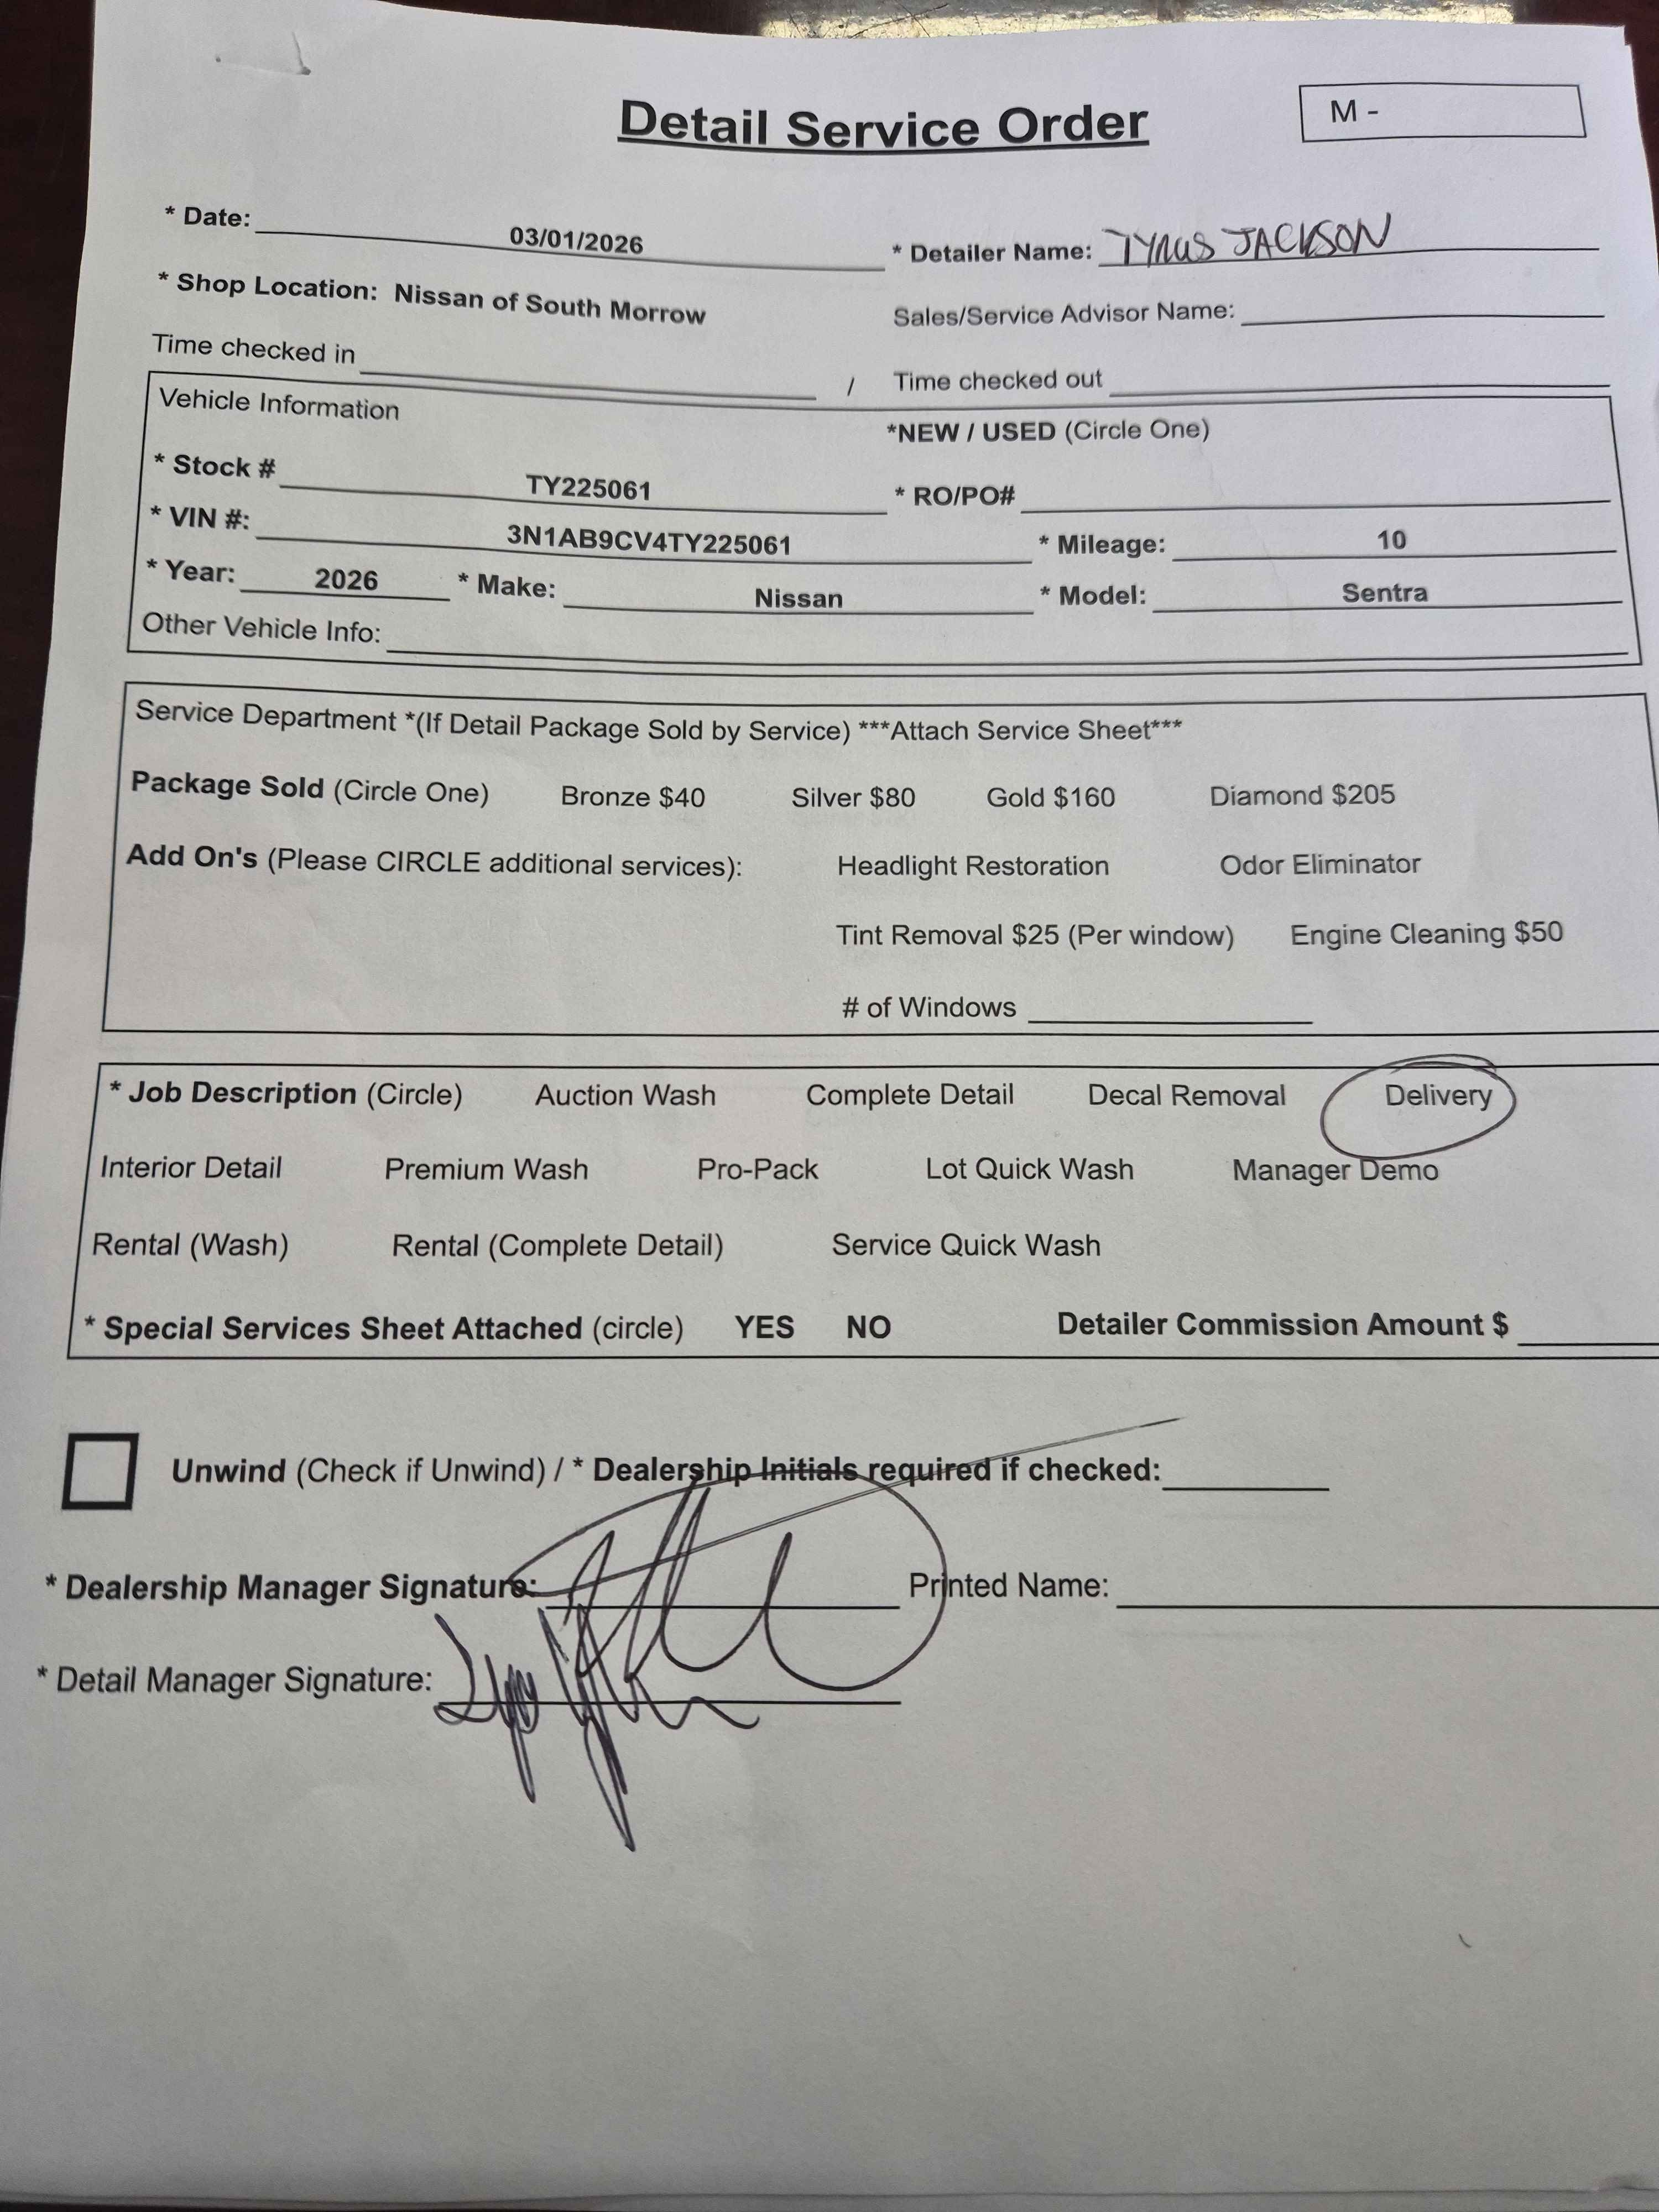 Detail Service Order
M -
* Date: 03/01/2026 * Detailer Name: TYRUS JACKSON
* Shop Location: Nissan of South Morrow Sales/Service Advisor Name:
Time checked in / Time checked out
Vehicle Information *NEW / USED (Circle One)
* Stock # TY225061 * RO/PO#
* VIN #: 3N1AB9CV4TY225061 * Mileage: 10
* Year: 2026 * Make: Nissan * Model: Sentra
Other Vehicle Info:
Service Department *(If Detail Package Sold by Service) ***Attach Service Sheet***
Package Sold (Circle One) Bronze $40 Silver $80 Gold $160 Diamond $205
Add On's (Please CIRCLE additional services): Headlight Restoration Odor Eliminator
Tint Removal $25 (Per window) Engine Cleaning $50
# of Windows
* Job Description (Circle) Auction Wash Complete Detail Decal Removal Delivery
Interior Detail Premium Wash Pro-Pack Lot Quick Wash Manager Demo
Rental (Wash) Rental (Complete Detail) Service Quick Wash
* Special Services Sheet Attached (circle) YES NO Detailer Commission Amount $
Unwind (Check if Unwind) / * Dealership Initials required if checked:
* Dealership Manager Signature: Printed Name:
* Detail Manager Signature: